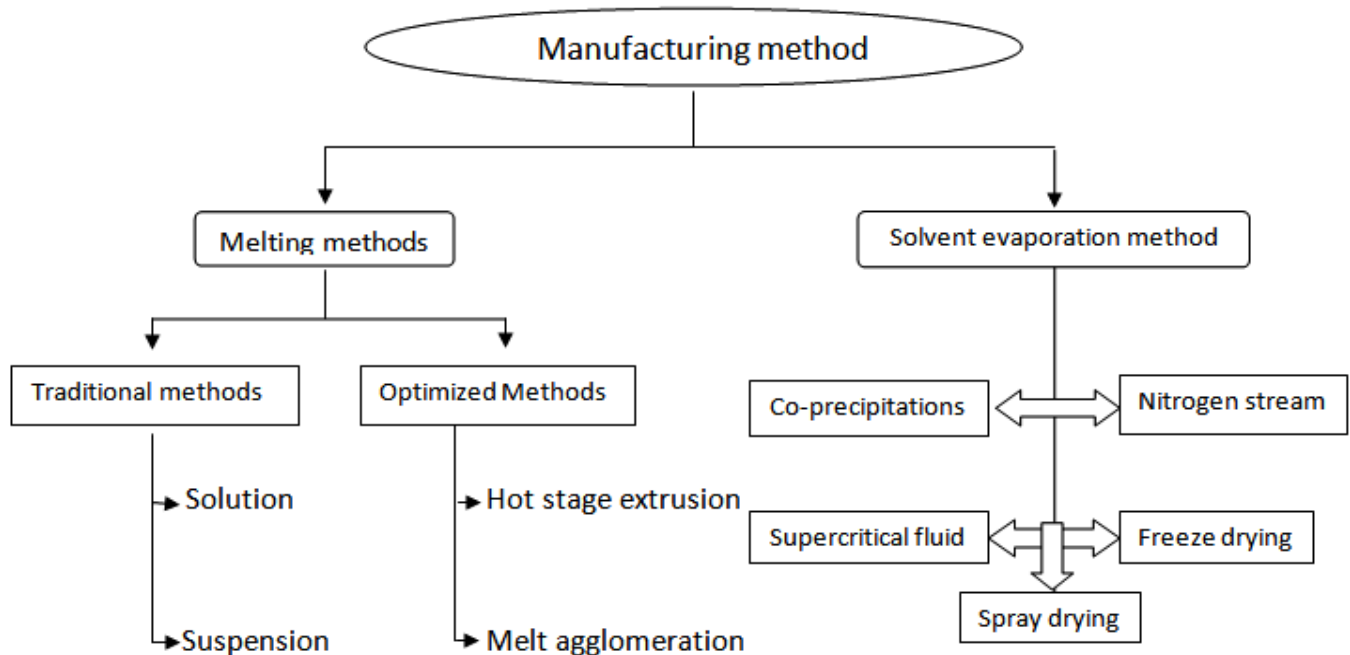 Manufacturing method
Melting methods
Solvent evaporation method
Traditional methods
Optimized Methods
Co-precipitations
Nitrogen stream
Solution
Hot stage extrusion
Supercritical fluid
Freeze drying
Spray drying
Suspension
Melt agglomeration